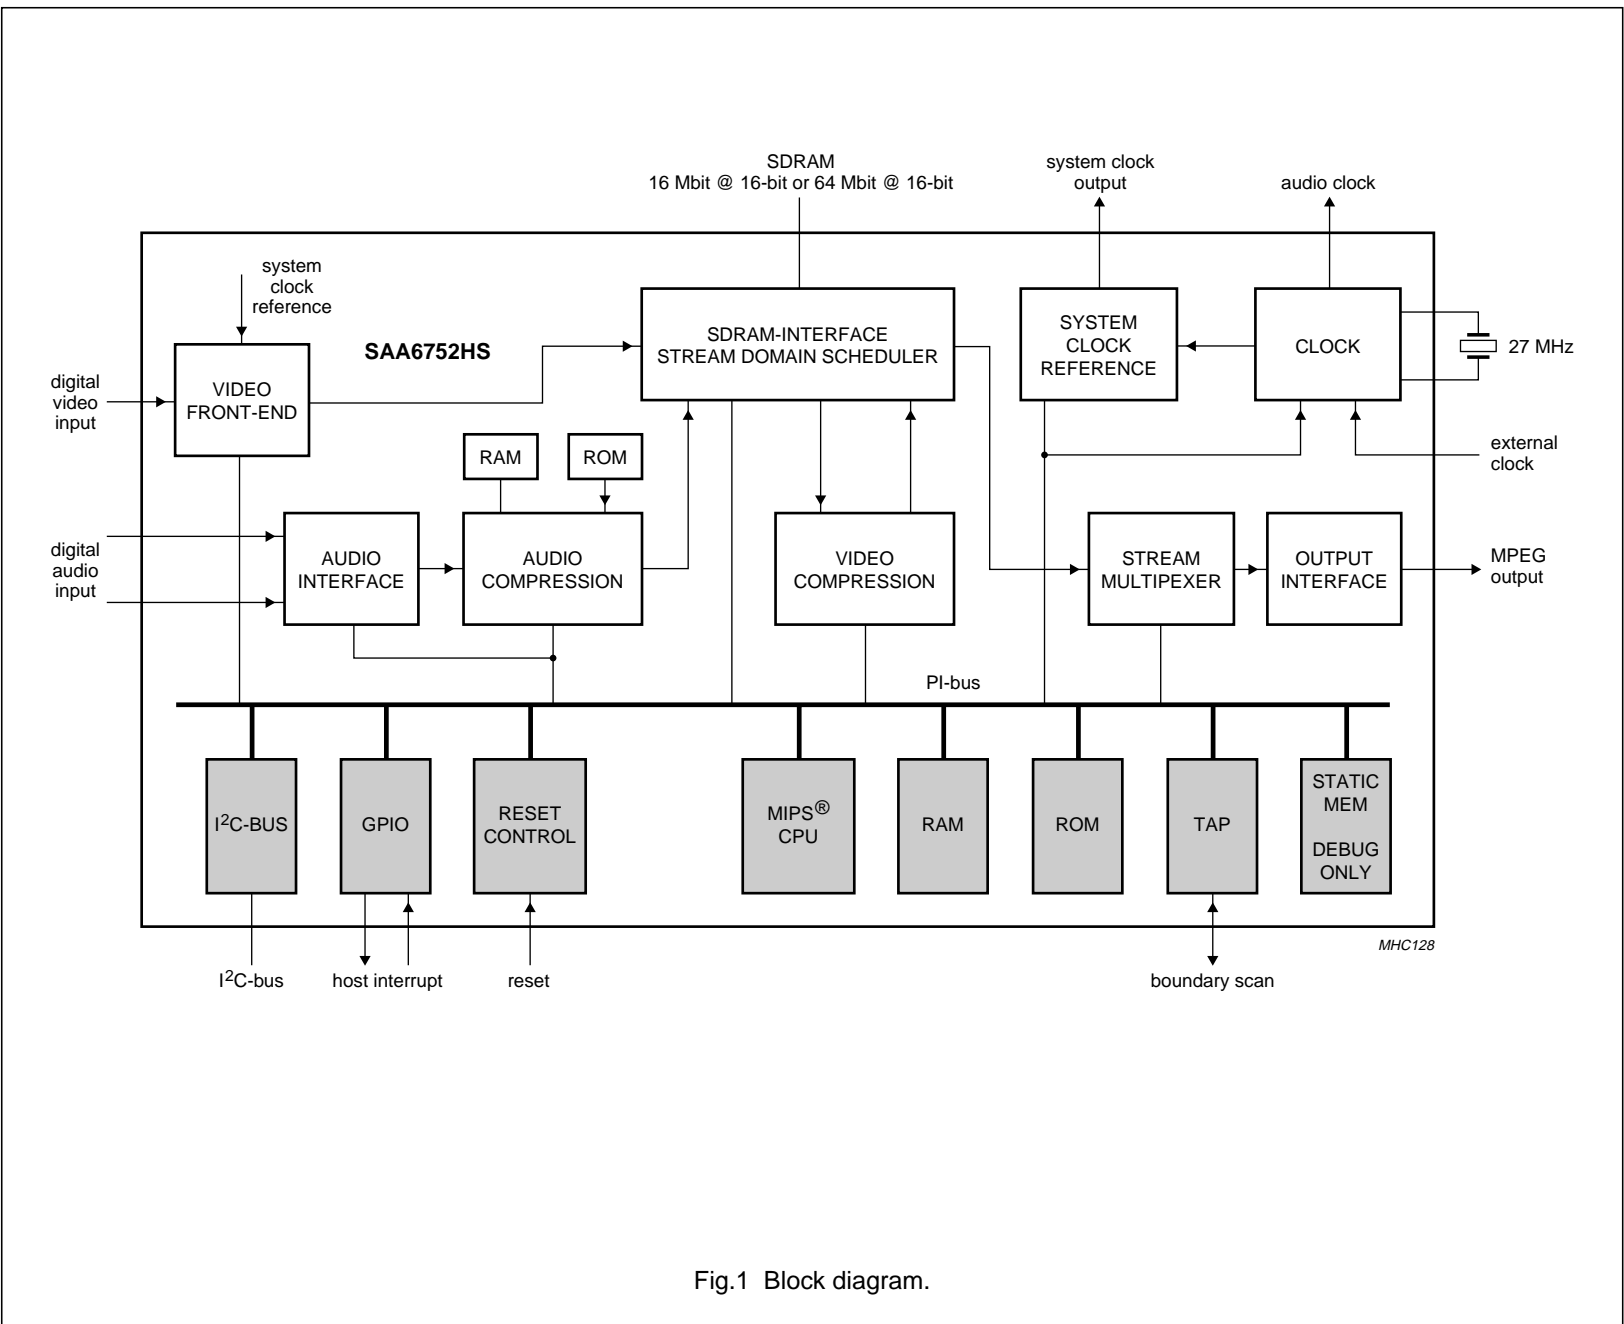 SDRAM
16 Mbit @ 16-bit or 64 Mbit @ 16-bit
system clock
output
audio clock
system
clock
reference
SAA6752HS
SDRAM-INTERFACE
STREAM DOMAIN SCHEDULER
SYSTEM
CLOCK
REFERENCE
CLOCK
27 MHz
digital
video
input
VIDEO
FRONT-END
RAM
ROM
external
clock
digital
audio
input
AUDIO
INTERFACE
AUDIO
COMPRESSION
VIDEO
COMPRESSION
STREAM
MULTIPEXER
OUTPUT
INTERFACE
MPEG
output
PI-bus
I2C-BUS
GPIO
RESET
CONTROL
MIPS®
CPU
RAM
ROM
TAP
STATIC
MEM
DEBUG
ONLY
MHC128
I2C-bus
host interrupt
reset
boundary scan
Fig.1 Block diagram.